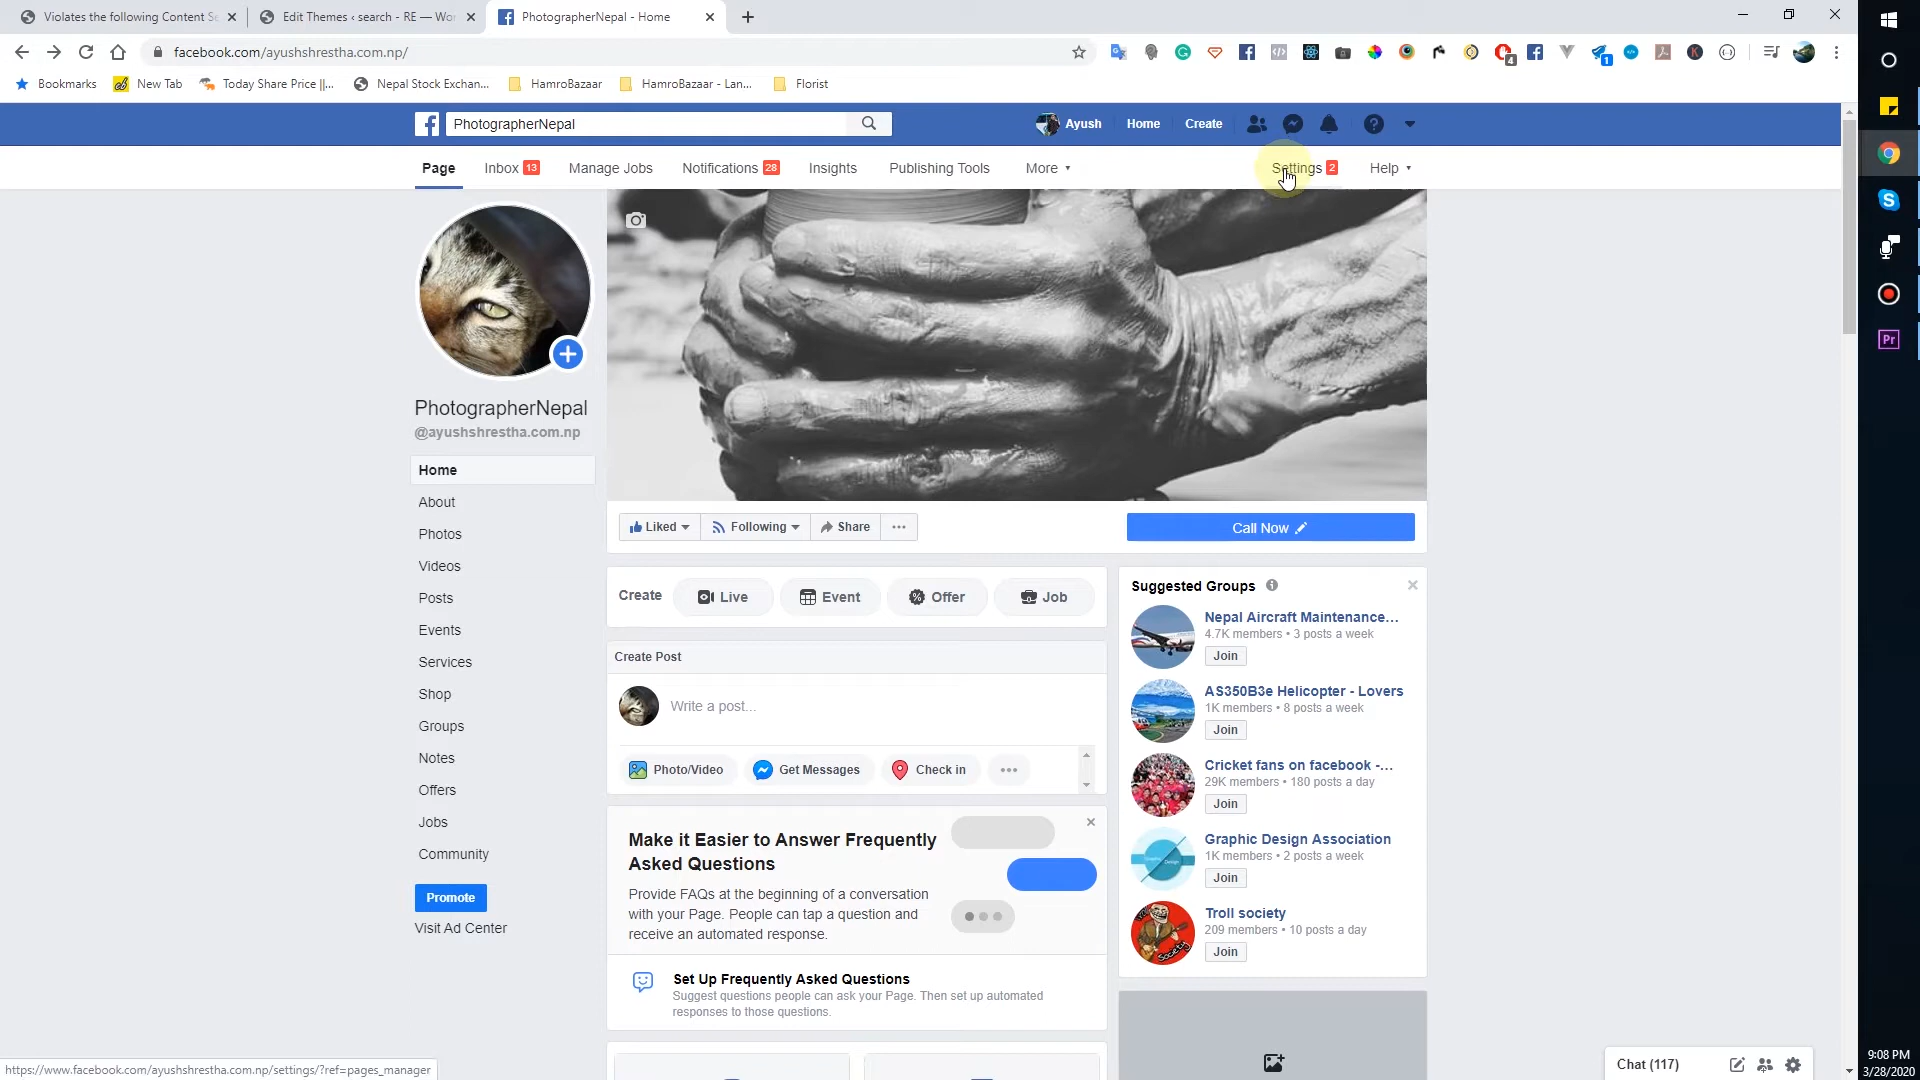 Violates the following Content Se
Edit Themes ‹ search - RE — Wor
PhotographerNepal - Home
facebook.com/ayushshrestha.com.np/
4
1
Bookmarks
New Tab
Today Share Price ||...
Nepal Stock Exchan...
HamroBazaar
HamroBazaar - Lan...
Florist
PhotographerNepal
Ayush
Home
Create
Page
Inbox 13
Manage Jobs
Notifications 28
Insights
Publishing Tools
More
Settings 2
Help
PhotographerNepal
@ayushshrestha.com.np
Home
About
Photos
Videos
Posts
Events
Services
Shop
Groups
Notes
Offers
Jobs
Community
Promote
Visit Ad Center
Liked
Following
Share
Call Now
Create
Live
Event
Offer
Job
Create Post
Write a post...
Photo/Video
Get Messages
Check in
Make it Easier to Answer Frequently
Asked Questions
Provide FAQs at the beginning of a conversation
with your Page. People can tap a question and
receive an automated response.
Set Up Frequently Asked Questions
Suggest questions people can ask your Page. Then set up automated
responses to those questions.
Suggested Groups
Nepal Aircraft Maintenance...
4.7K members • 3 posts a week
Join
AS350B3e Helicopter - Lovers
1K members • 8 posts a week
Join
Cricket fans on facebook -...
29K members • 180 posts a day
Join
Graphic Design Association
1K members • 2 posts a week
Join
Troll society
209 members • 10 posts a day
Join
Chat (117)
https://www.facebook.com/ayushshrestha.com.np/settings/?ref=pages_manager
Pr
9:08 PM
3/28/2020